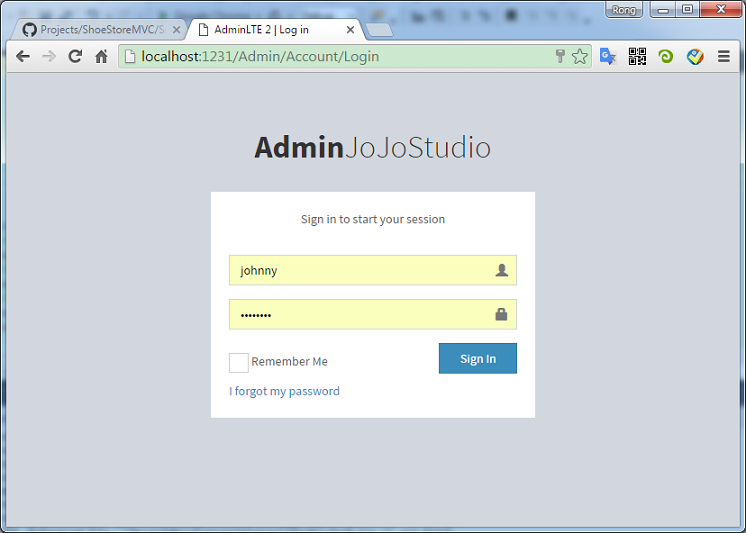 Rong
Projects/ShoeStoreMVC/S
AdminLTE 2 | Log in
localhost:1231/Admin/Account/Login
AdminJoJoStudio
Sign in to start your session
johnny
••••••••
Remember Me
Sign In
I forgot my password